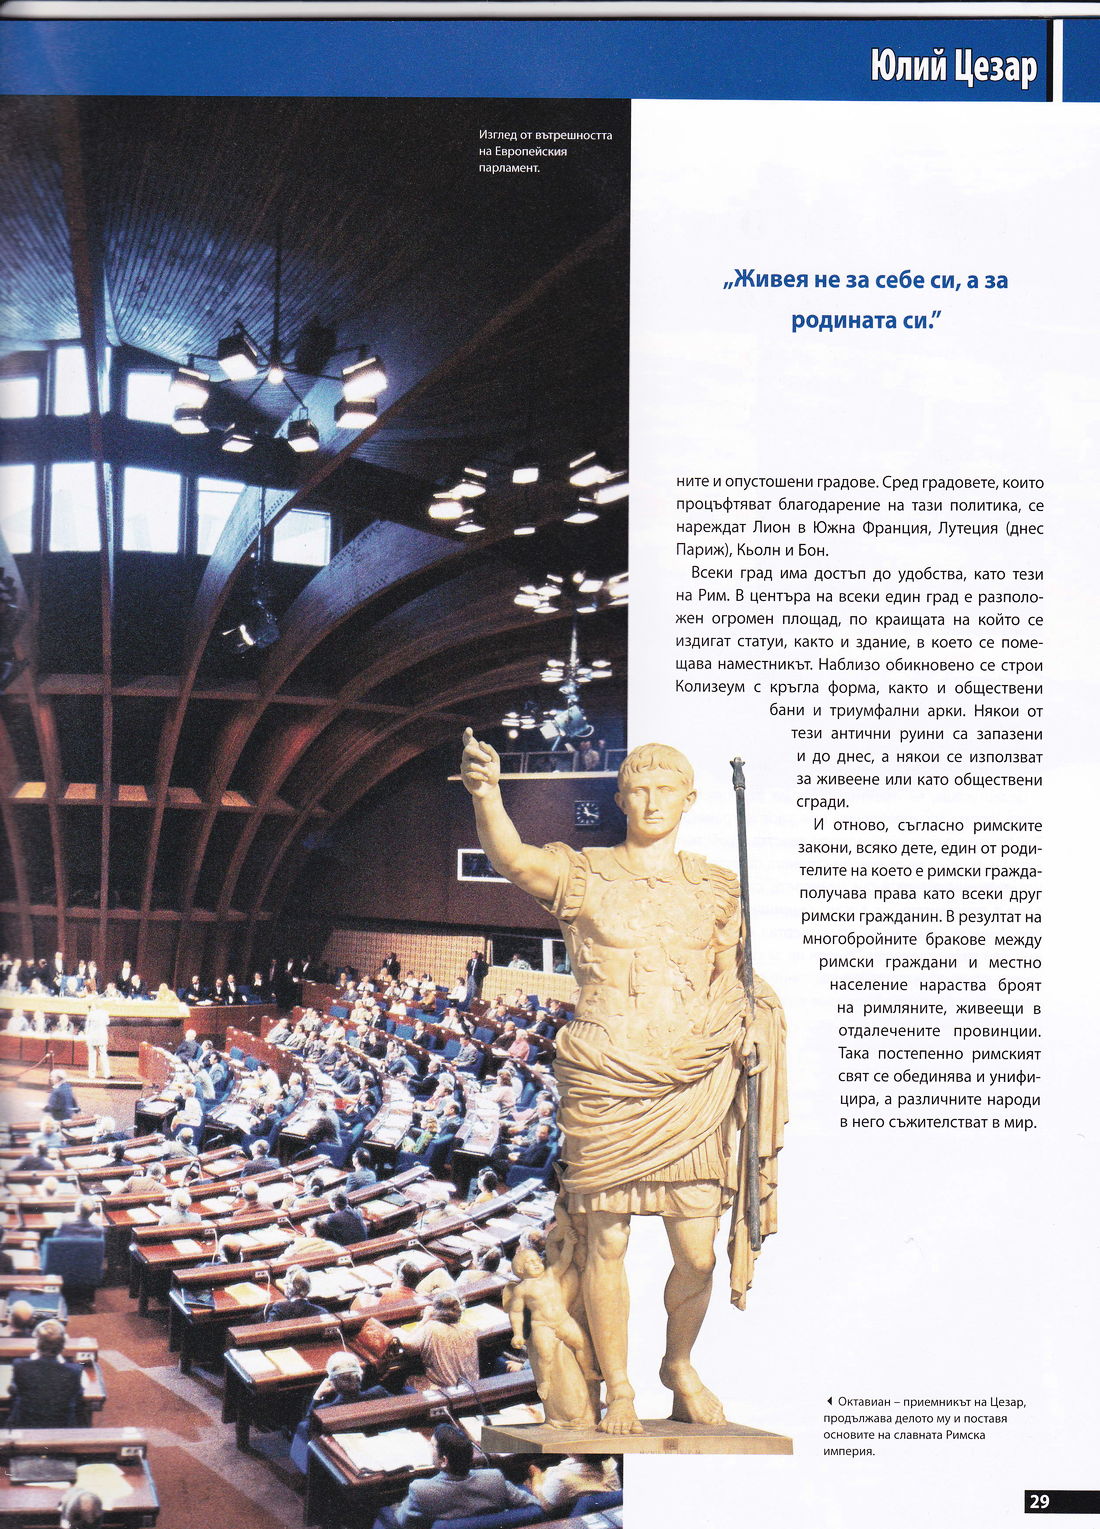 Юлий Цезар
Изглед от вътрешността
на Европейския
парламент.
„Живея не за себе си, а за
родината си.”
ните и опустошени градове. Сред градовете, които
процъфтяват благодарение на тази политика, се
нареждат Лион в Южна Франция, Лутеция (днес
Париж), Кьолн и Бон.
Всеки град има достъп до удобства, като тези
на Рим. В центъра на всеки един град е разполо-
жен огромен площад, по краищата на който се
издигат статуи, както и здание, в което се поме-
щава наместникът. Наблизо обикновено се строи
Колизеум с кръгла форма, както и обществени
бани и триумфални арки. Някои от
тези антични руини са запазени
и до днес, а някои се използват
за живеене или като обществени
сгради.
И отново, съгласно римските
закони, всяко дете, един от роди-
телите на което е римски гражда-
получава права като всеки друг
римски гражданин. В резултат на
многобройните бракове между
римски граждани и местно
население нараства броят
на римляните, живеещи в
отдалечените провинции.
Така постепенно римският
свят се обединява и унифи-
цира, а различните народи
в него съжителстват в мир.
◄ Октавиан – приемникът на Цезар,
продължава делото му и поставя
основите на славната Римска
империя.
29